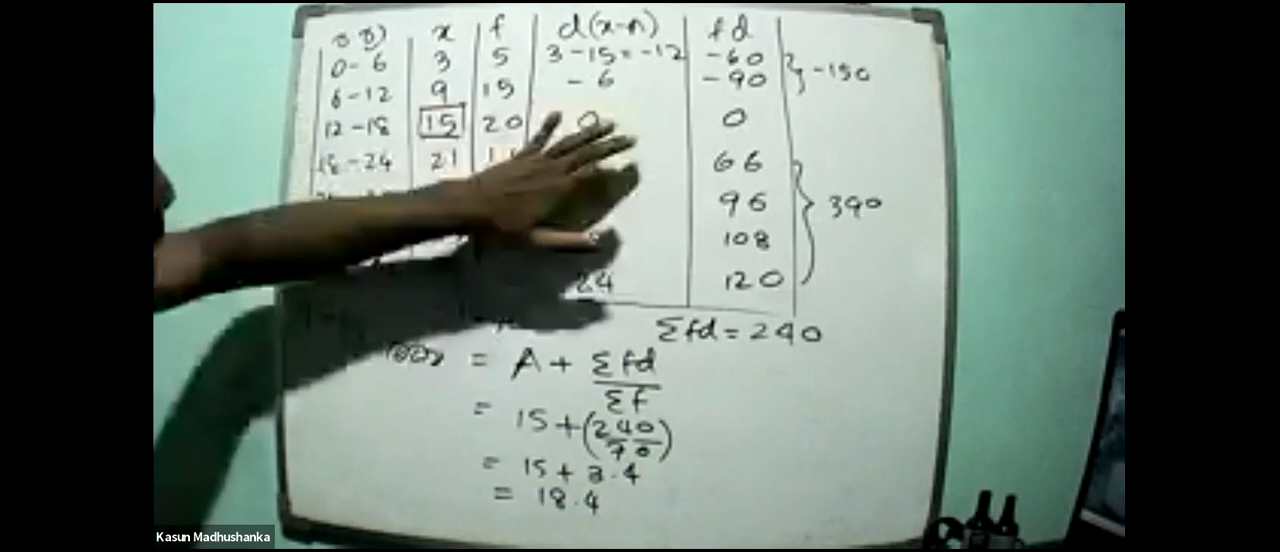 x f d(x-A) fd
0-6 3 5 3-15=-12 -60
6-12 9 15 -6 -90 -150
12-18 15 20 0 0
18-24 21 66
96 390
108
24 120
Σfd = 240
= A + Σfd
Σf
= 15+(240
70)
= 15 + 3.4
= 18.4
Kasun Madhushanka